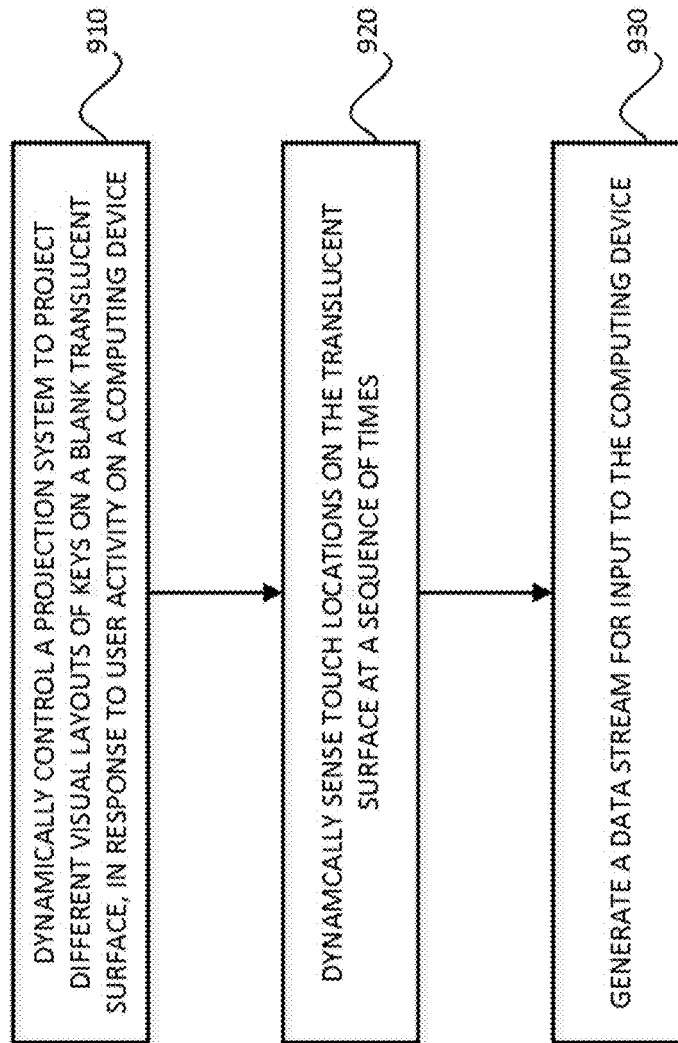 DYNAMICALLY CONTROL A PROJECTION SYSTEM TO PROJECT
DIFFERENT VISUAL LAYOUTS OF KEYS ON A BLANK TRANSLUCENT
SURFACE, IN RESPONSE TO USER ACTIVITY ON A COMPUTING DEVICE
910
DYNAMCALLY SENSE TOUCH LOCATIONS ON THE TRANSLUCENT
SURFACE AT A SEQUENCE OF TIMES
920
GENERATE A DATA STREAM FOR INPUT TO THE COMPUTING DEVICE
930